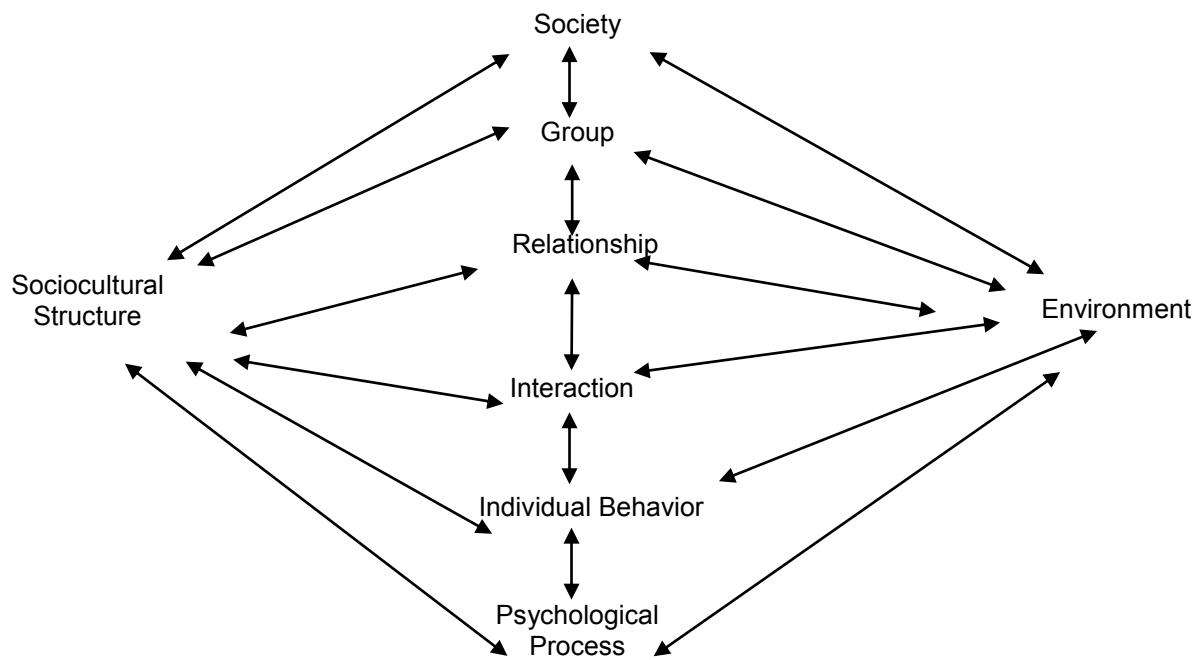 Society
Group
Relationship
Sociocultural
Structure
Environment
Interaction
Individual Behavior
Psychological
Process